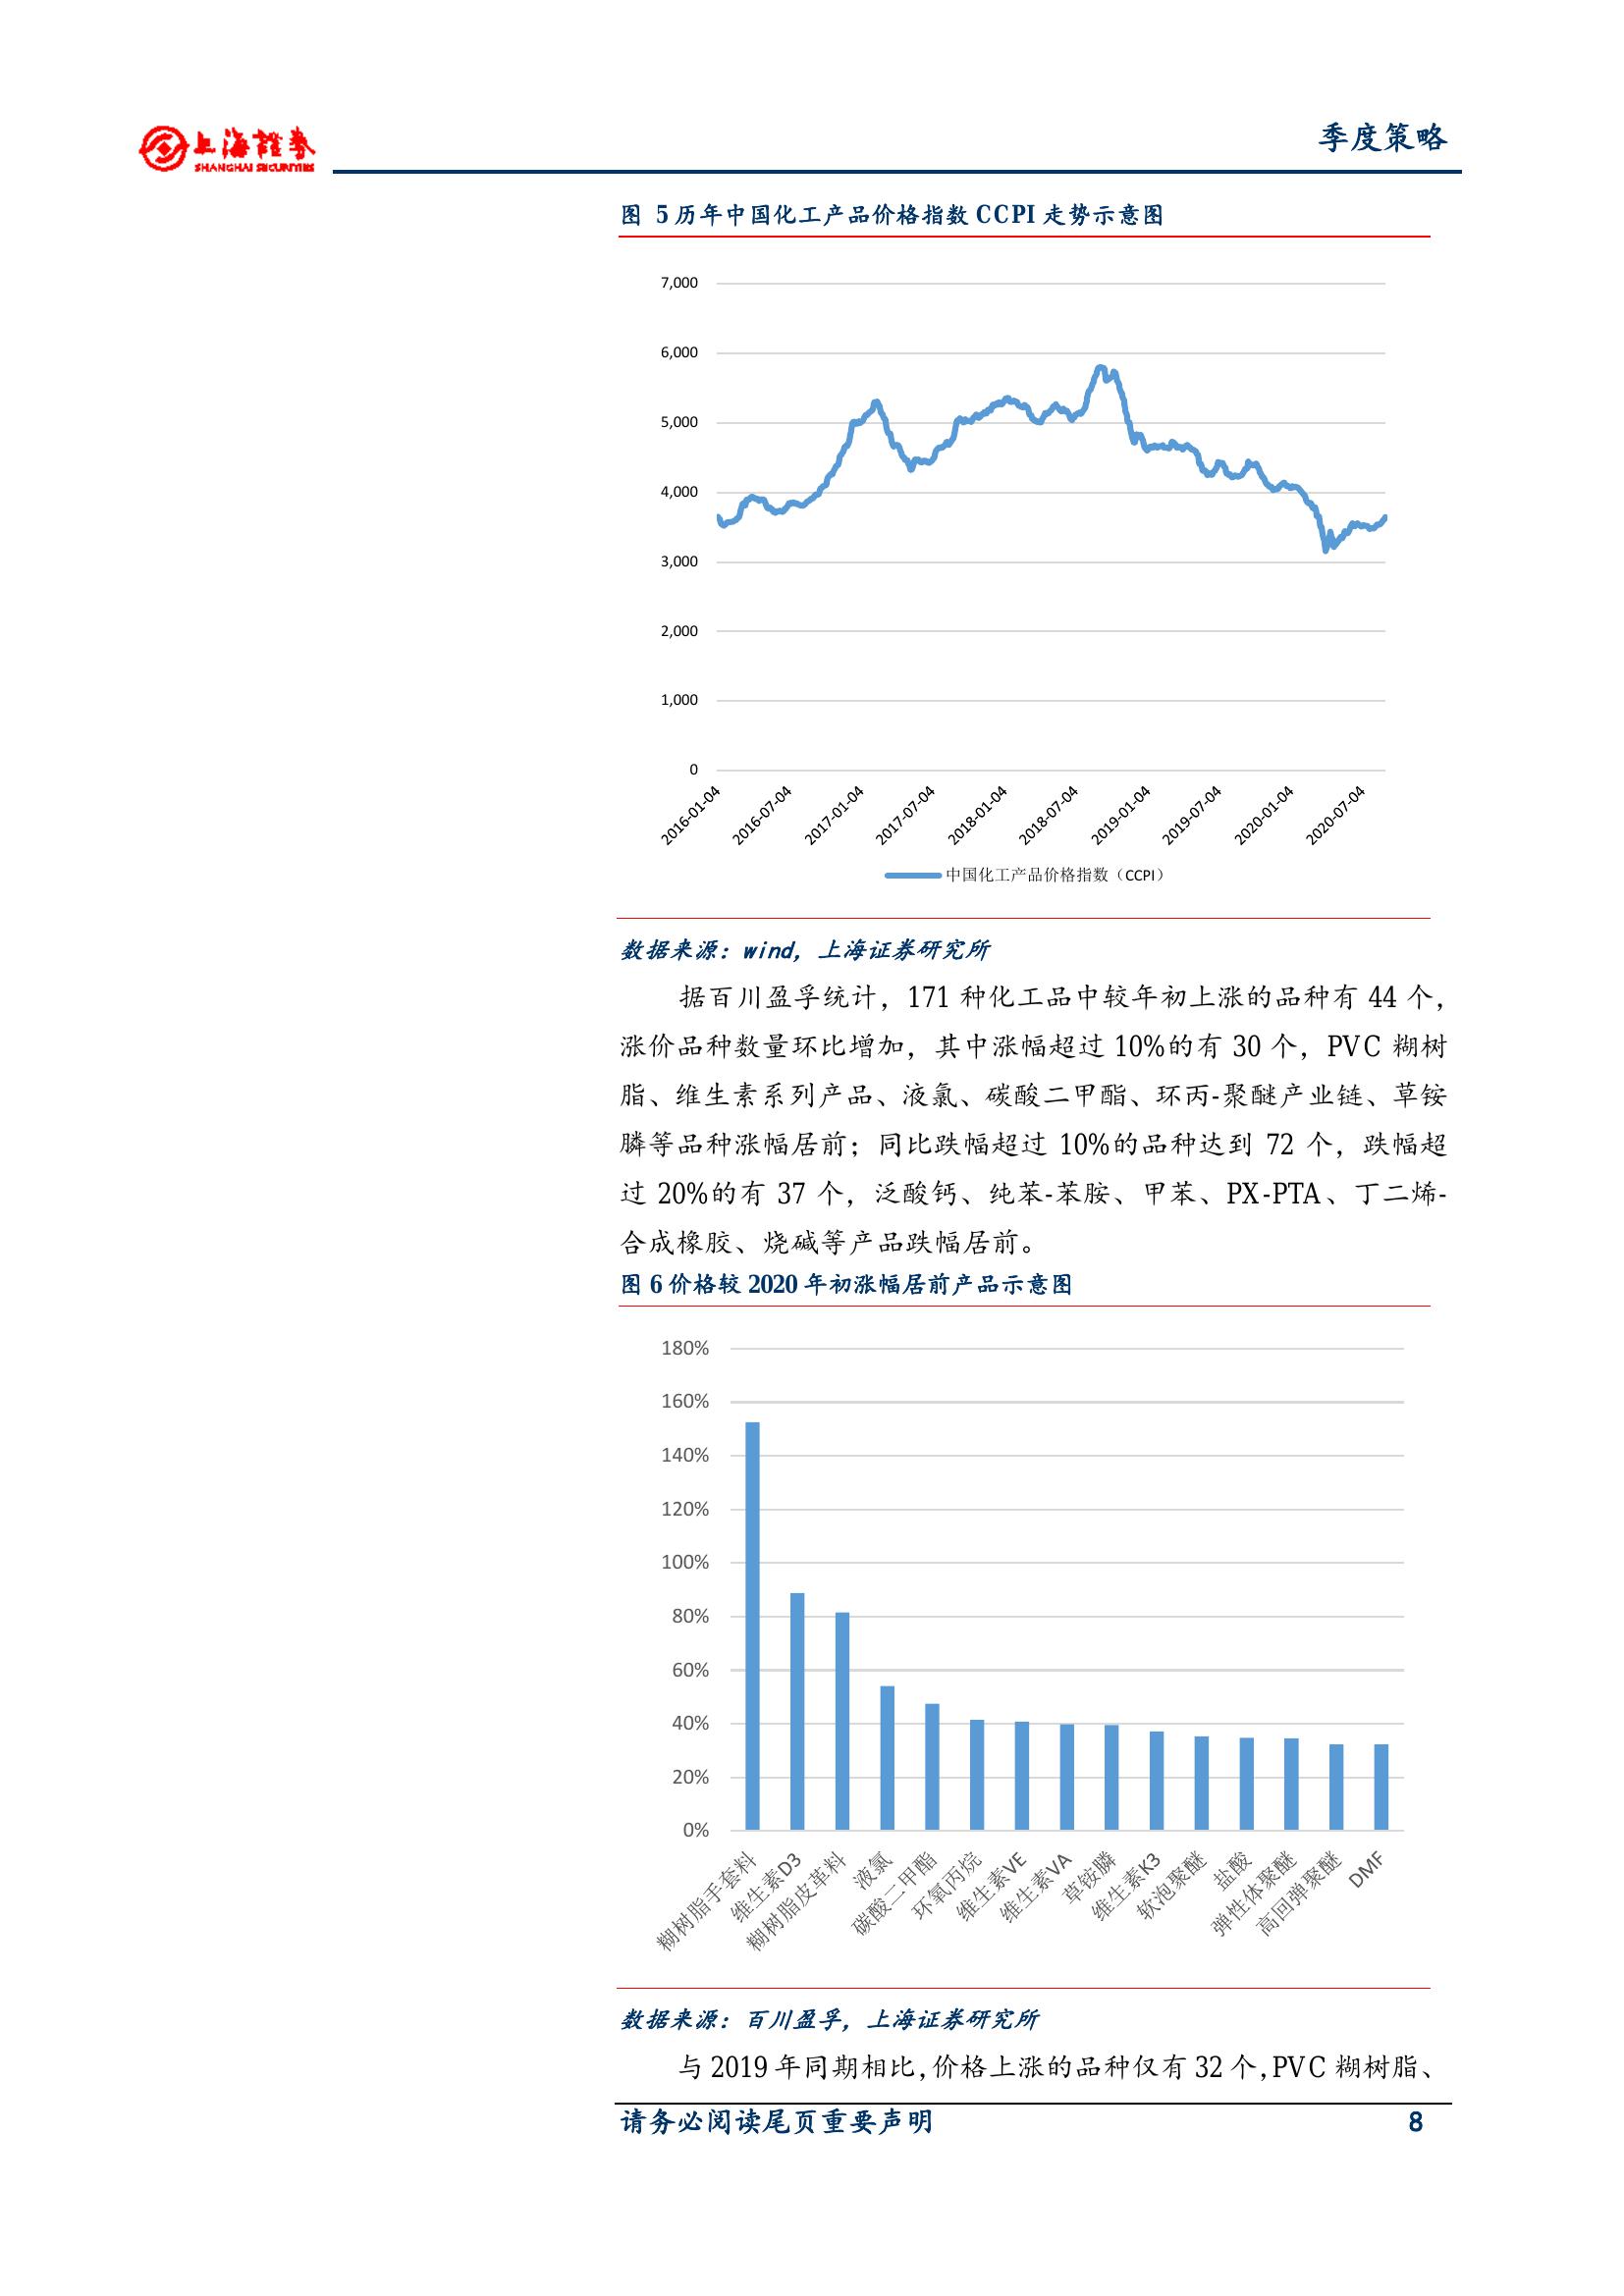 上海證券
SHANGHAI SECURITIES
季度策略
图 5 历年中国化工产品价格指数 CCPI 走势示意图
7,000
6,000
5,000
4,000
3,000
2,000
1,000
0
2016-01-04
2016-07-04
2017-01-04
2017-07-04
2018-01-04
2018-07-04
2019-01-04
2019-07-04
2020-01-04
2020-07-04
中国化工产品价格指数（CCPI）
数据来源：wind，上海证券研究所
据百川盈孚统计，171 种化工品中较年初上涨的品种有 44 个，
涨价品种数量环比增加，其中涨幅超过 10%的有 30 个，PVC 糊树
脂、维生素系列产品、液氯、碳酸二甲酯、环丙-聚醚产业链、草铵
膦等品种涨幅居前；同比跌幅超过 10%的品种达到 72 个，跌幅超
过 20%的有 37 个，泛酸钙、纯苯-苯胺、甲苯、PX-PTA、丁二烯-
合成橡胶、烧碱等产品跌幅居前。
图 6 价格较 2020 年初涨幅居前产品示意图
180%
160%
140%
120%
100%
80%
60%
40%
20%
0%
糊树脂手套料
维生素D3
糊树脂皮革料
液氯
碳酸二甲酯
环氧丙烷
维生素VE
维生素VA
草铵膦
维生素K3
软泡聚醚
盐酸
弹性体聚醚
高回弹聚醚
DMF
数据来源：百川盈孚，上海证券研究所
与 2019 年同期相比，价格上涨的品种仅有 32 个，PVC 糊树脂、
请务必阅读尾页重要声明
8